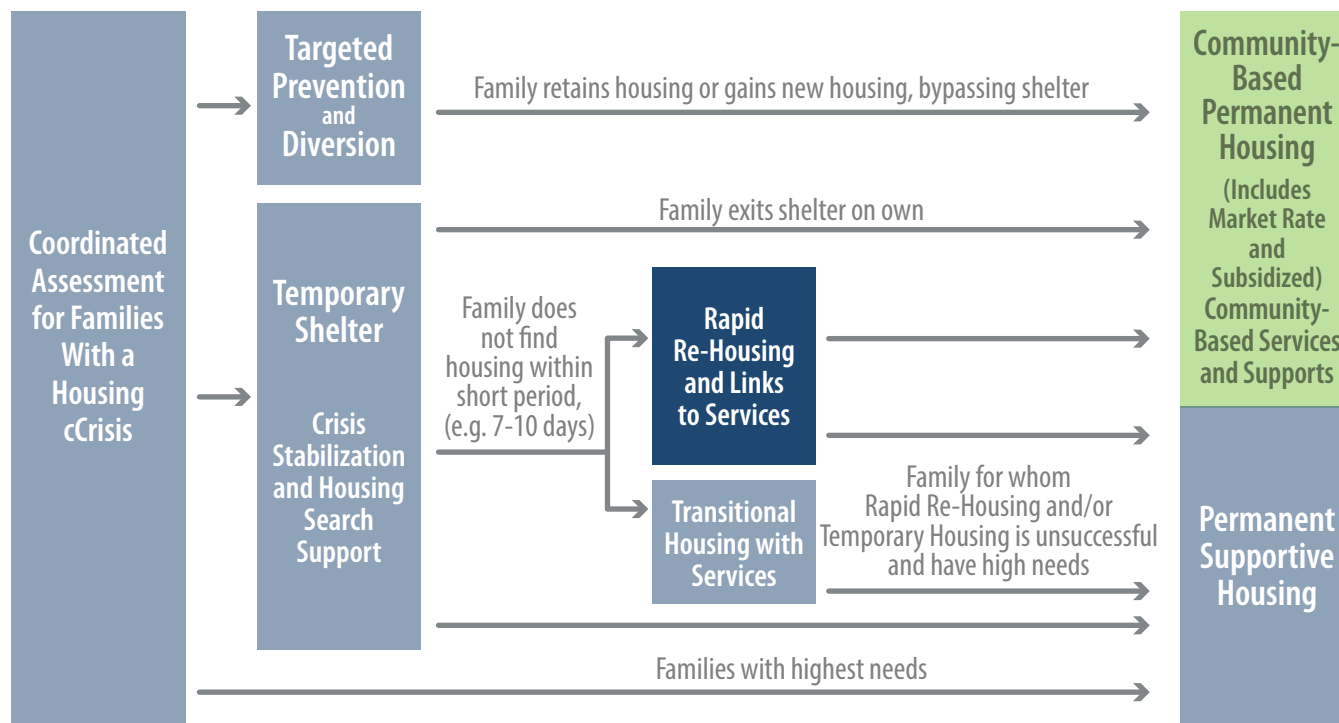 Coordinated
Assessment
for Families
With a
Housing
cCrisis
Targeted
Prevention
and
Diversion
Family retains housing or gains new housing, bypassing shelter
Temporary
Shelter
Crisis
Stabilization
and Housing
Search
Support
Family exits shelter on own
Family does
not find
housing within
short period,
(e.g. 7-10 days)
Rapid
Re-Housing
and Links
to Services
Transitional
Housing with
Services
Family for whom
Rapid Re-Housing and/or
Temporary Housing is unsuccessful
and have high needs
Families with highest needs
Community-
Based
Permanent
Housing
(Includes
Market Rate
and
Subsidized)
Community-
Based Services
and Supports
Permanent
Supportive
Housing